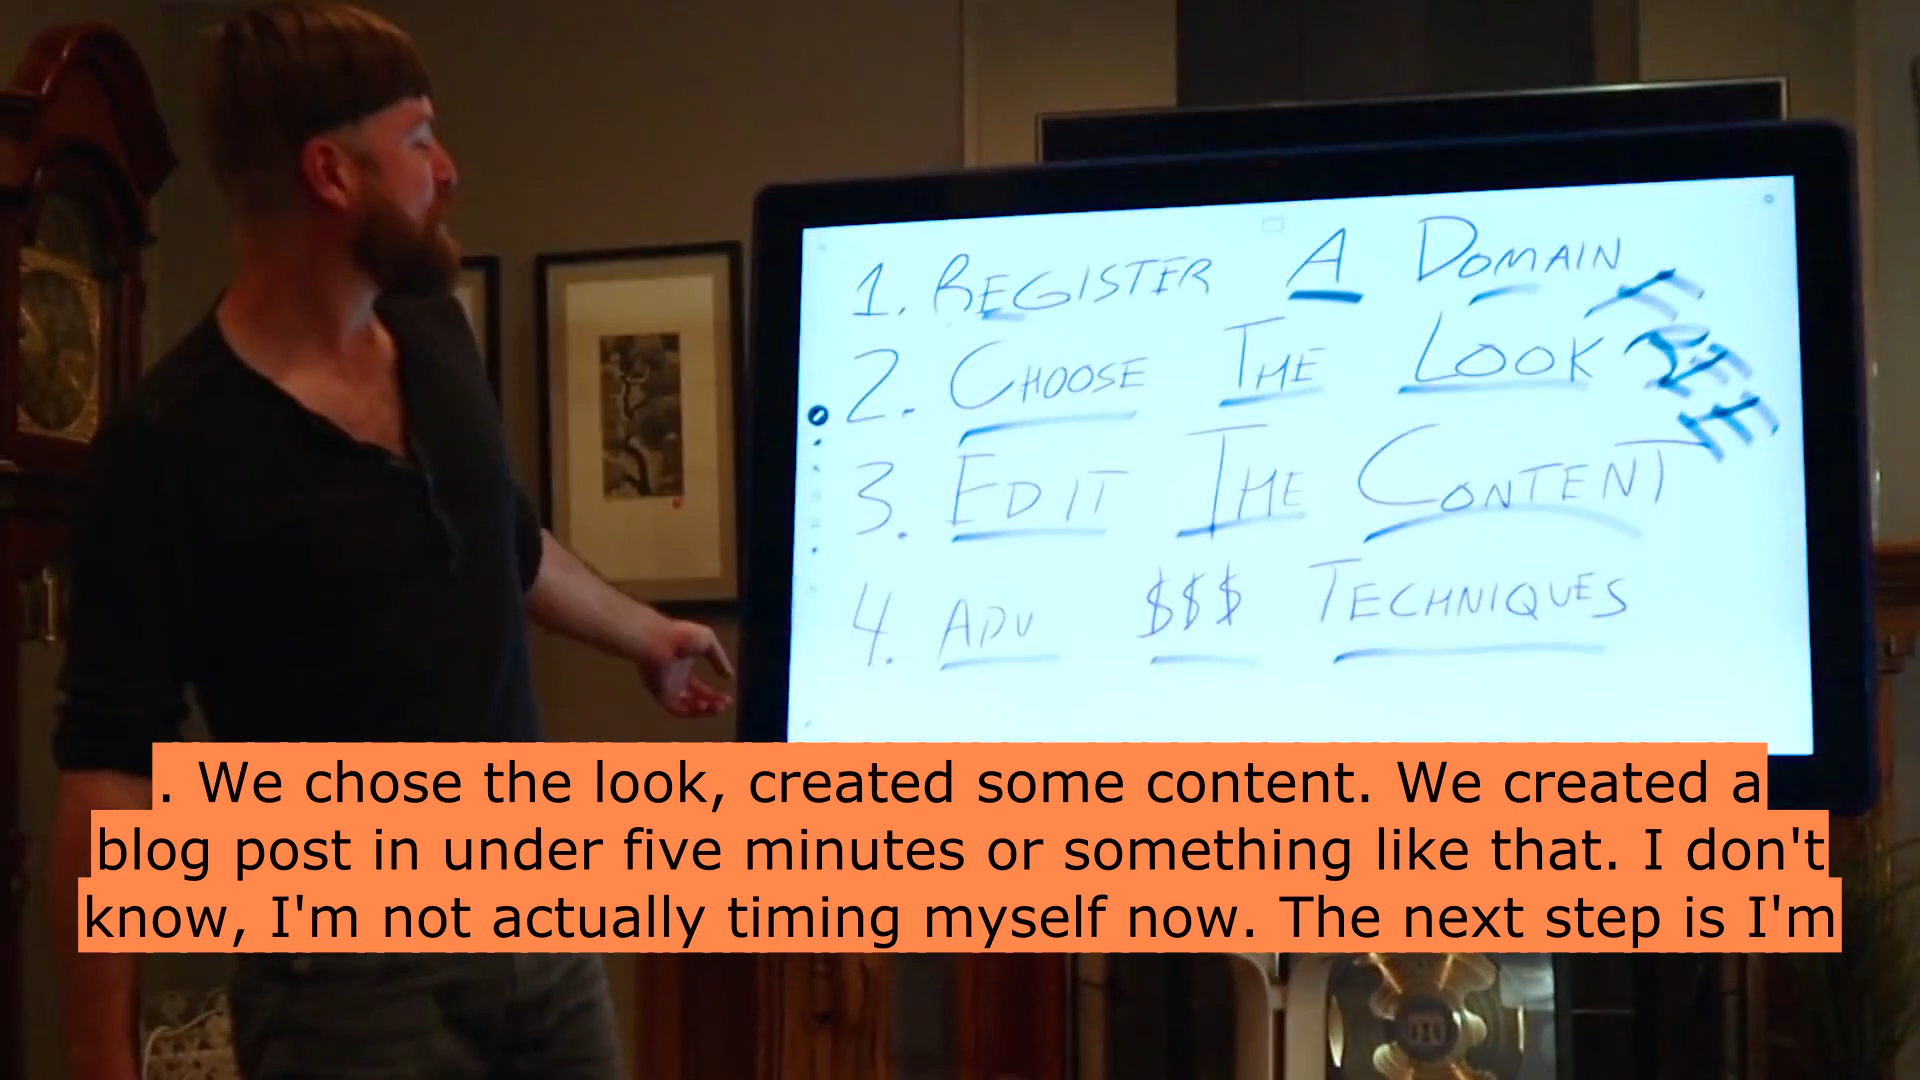 1. REGISTER A DOMAIN
2. CHOOSE THE LOOK
FREE
3. EDIT THE CONTENT
4. ADV $$$ TECHNIQUES
. We chose the look, created some content. We created a
blog post in under five minutes or something like that. I don't
know, I'm not actually timing myself now. The next step is I'm